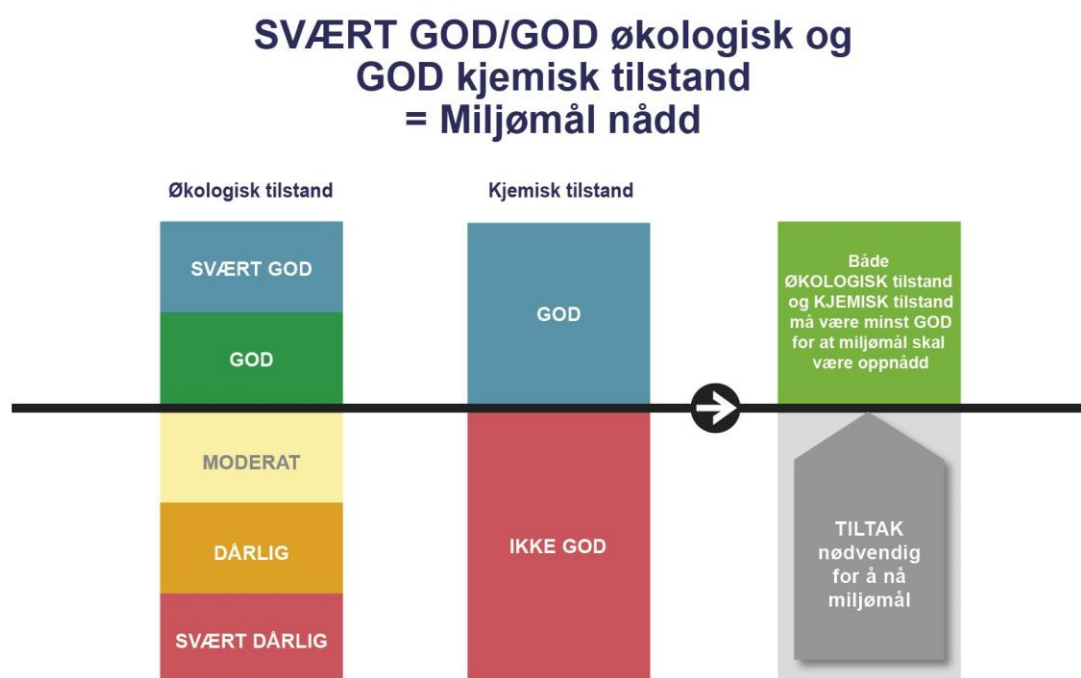 SVÆRT GOD/GOD økologisk og
GOD kjemisk tilstand
= Miljømål nådd
Økologisk tilstand
SVÆRT GOD
GOD
MODERAT
DÅRLIG
SVÆRT DÅRLIG
Kjemisk tilstand
GOD
IKKE GOD
Både
ØKOLOGISK tilstand
og KJEMISK tilstand
må være minst GOD
for at miljømål skal
være oppnådd
TILTAK
nødvendig
for å nå
miljømål